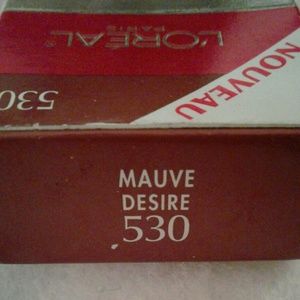 L'ORÉAL
PARIS
NOUVEAU
530
MAUVE
DESIRE
530